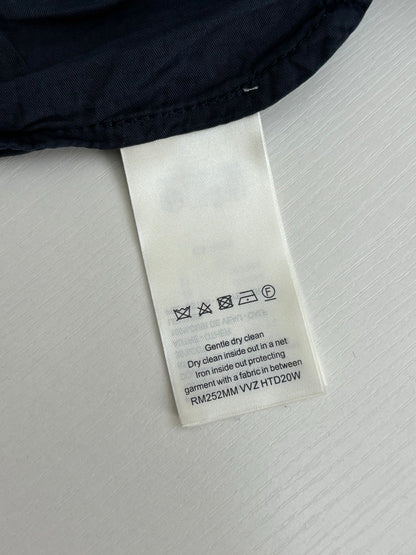 Gentle dry clean
Dry clean inside out in a net
Iron inside out protecting
garment with a fabric in between
RM252MM VVZ HTD20W